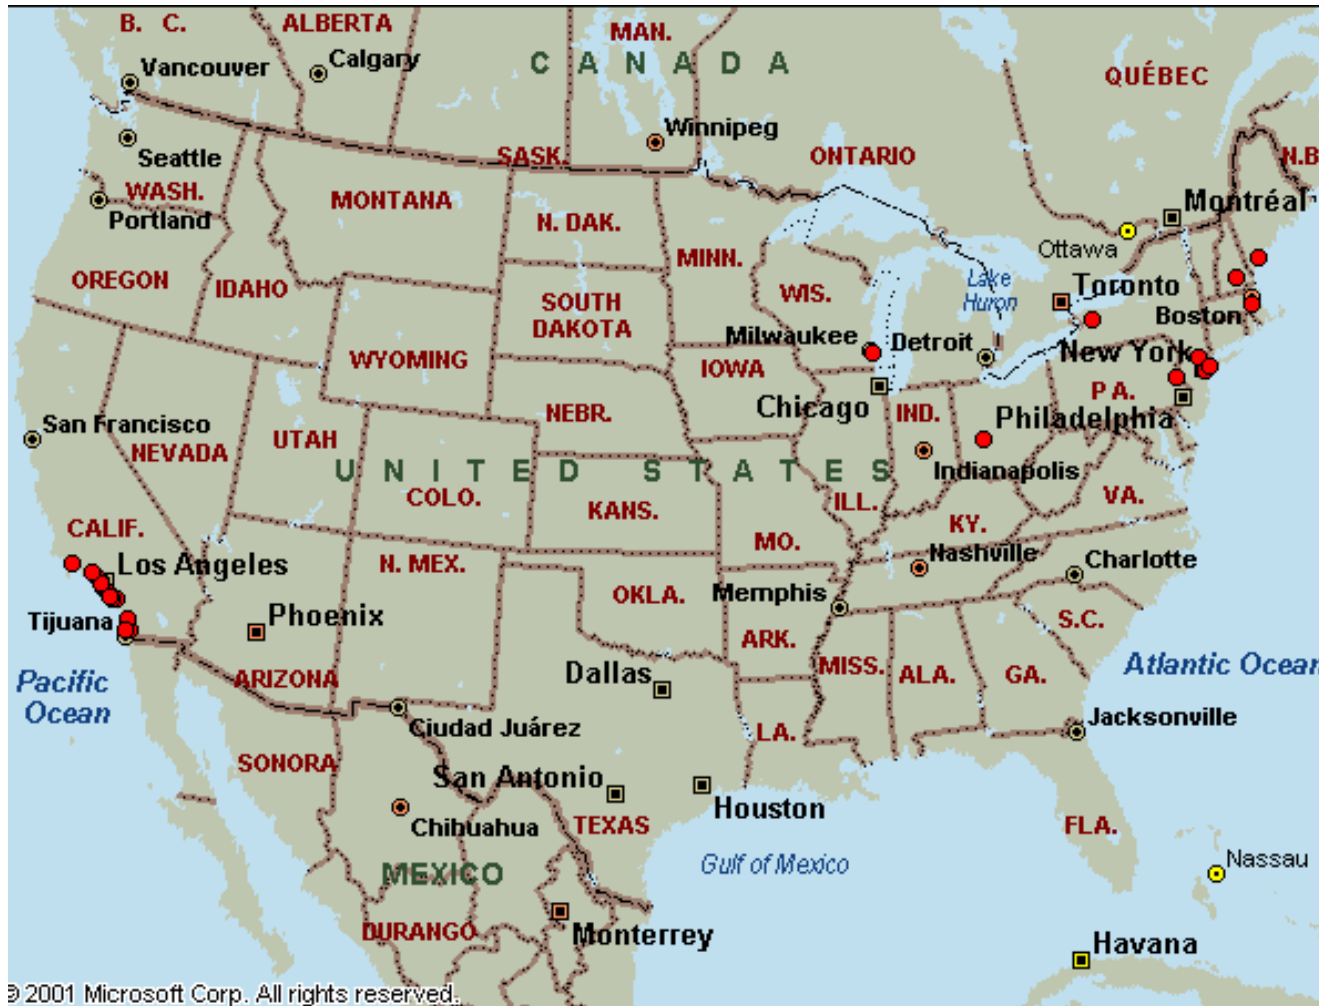 B. C.
ALBERTA
MAN.
CANADA
Vancouver
Calgary
QUÉBEC
Winnipeg
Seattle
SASK.
ONTARIO
N.B
WASH.
MONTANA
Portland
N. DAK.
Montréal
Ottawa
MINN.
OREGON
IDAHO
Lake
Huron
Toronto
WIS.
SOUTH
DAKOTA
Boston
Milwaukee
Detroit
New York
WYOMING
IOWA
PA.
Chicago
IND.
NEBR.
Philadelphia
San Francisco
NEVADA
UTAH
UNITED STATES
Indianapolis
COLO.
KANS.
ILL.
VA.
KY.
CALIF.
MO.
Los Angeles
N. MEX.
Nashville
Charlotte
OKLA.
Memphis
Tijuana
Phoenix
S.C.
ARK.
Pacific
Ocean
ARIZONA
Dallas
MISS.
ALA.
GA.
Atlantic Ocean
Ciudad Juárez
LA.
Jacksonville
SONORA
San Antonio
Houston
Chihuahua
TEXAS
FLA.
MEXICO
Gulf of Mexico
Nassau
DURANGO
Monterrey
Havana
© 2001 Microsoft Corp. All rights reserved.